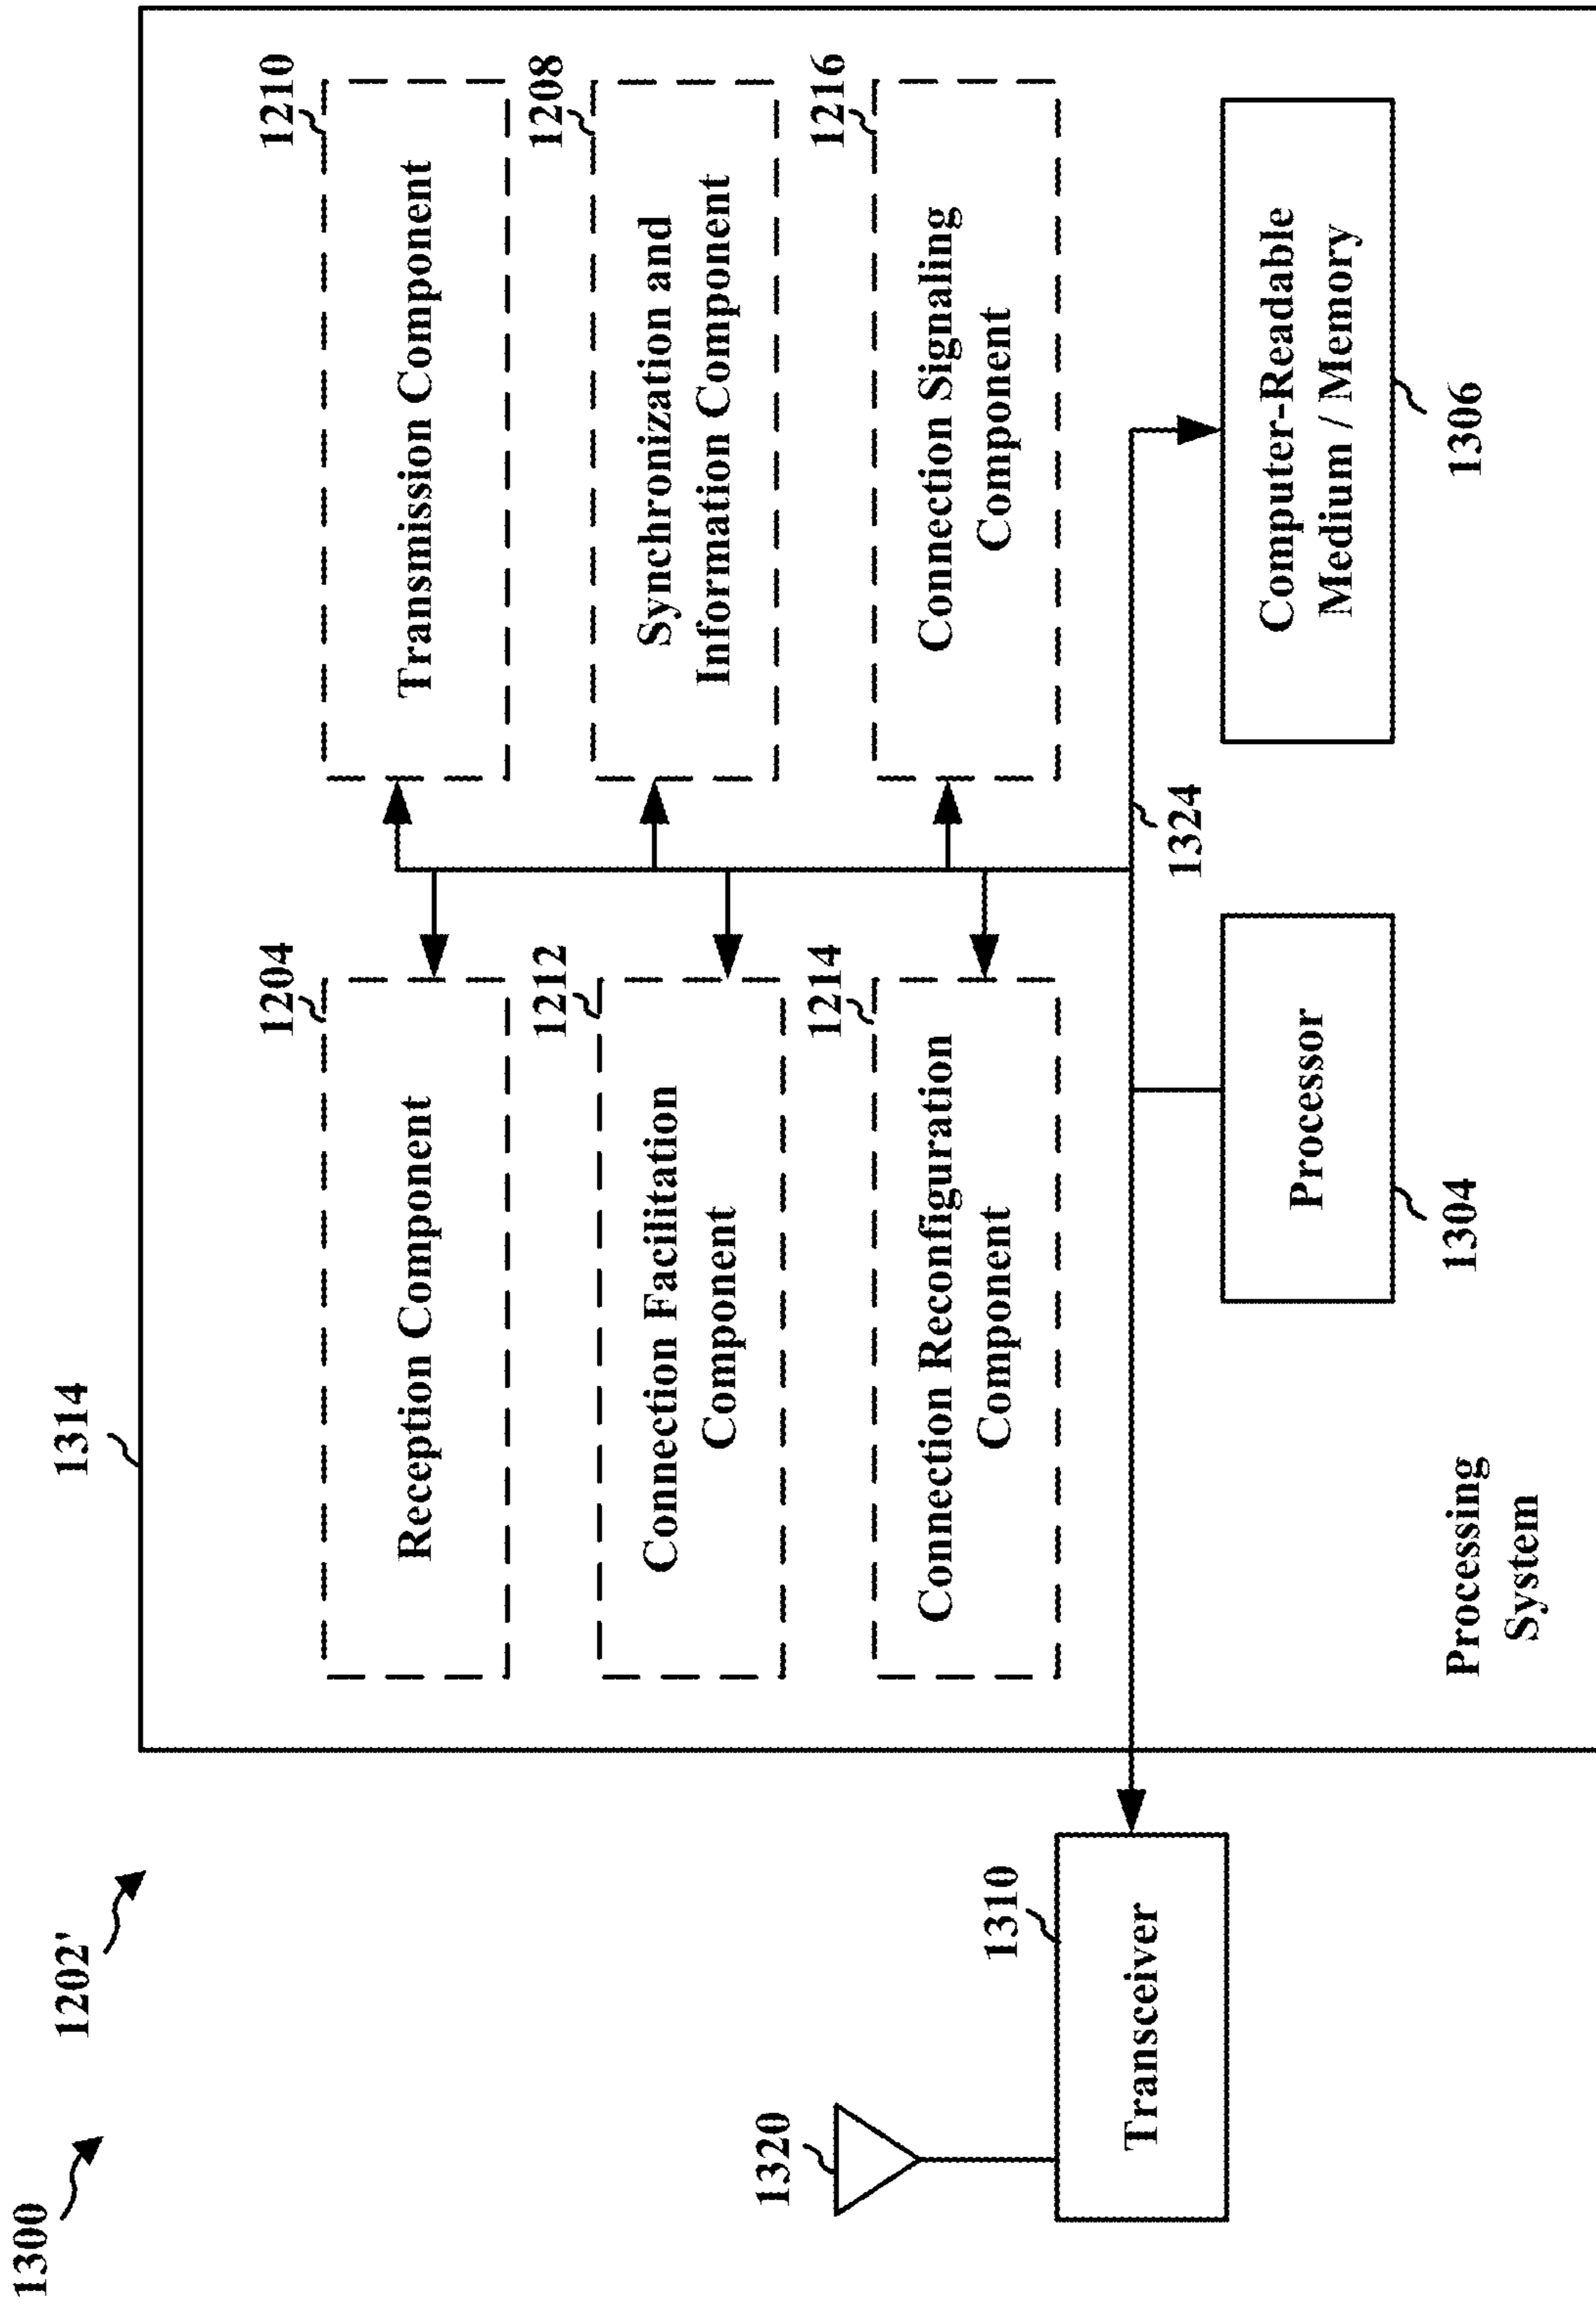 1300
1202'
1314
1204
Reception Component
1210
Transmission Component
1212
Connection Facilitation
Component
1208
Synchronization and
Information Component
1214
Connection Reconfiguration
Component
1216
Connection Signaling
Component
1320
1310
Transceiver
1324
Processor
1304
Computer-Readable
Medium / Memory
1306
Processing
System